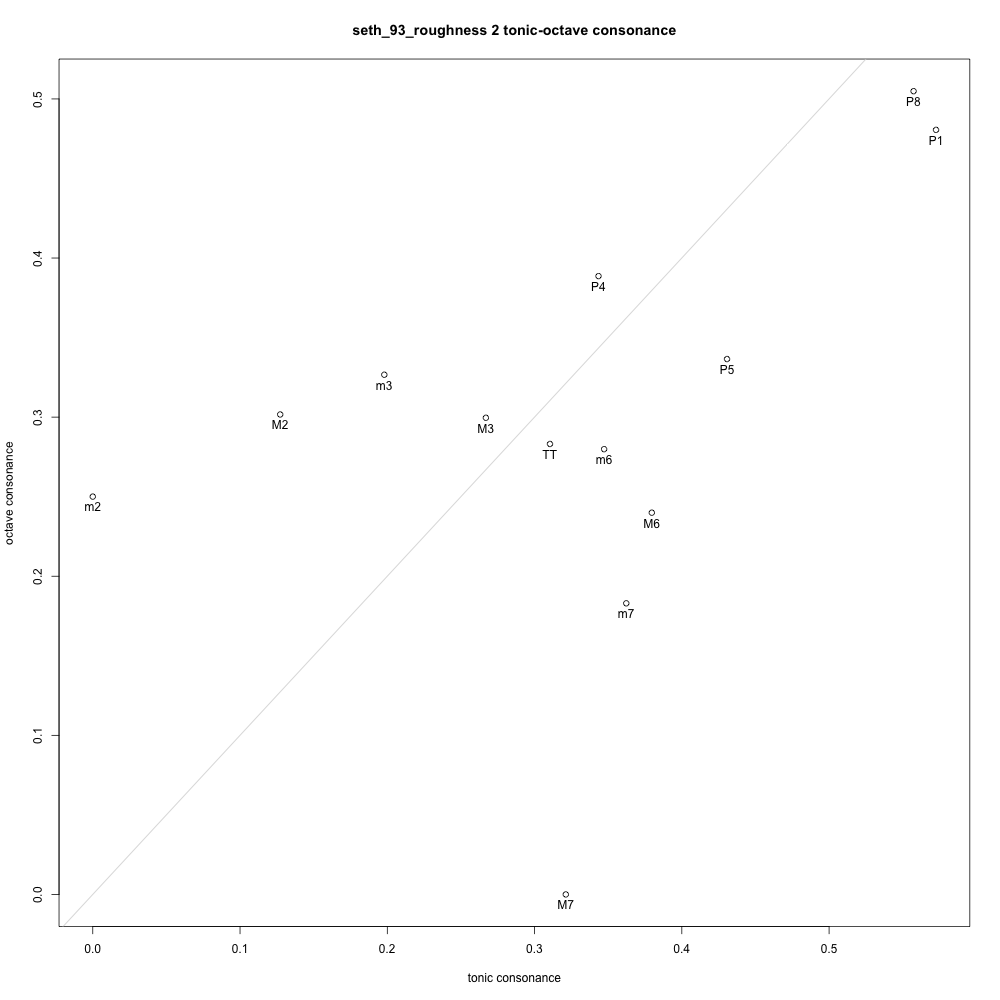 seth_93_roughness 2 tonic-octave consonance
0.5
0.4
0.3
0.2
0.1
0.0
octave consonance
P8
P1
P4
P5
m3
M2
M3
TT
m6
m2
M6
m7
M7
0.0 0.1 0.2 0.3 0.4 0.5
tonic consonance